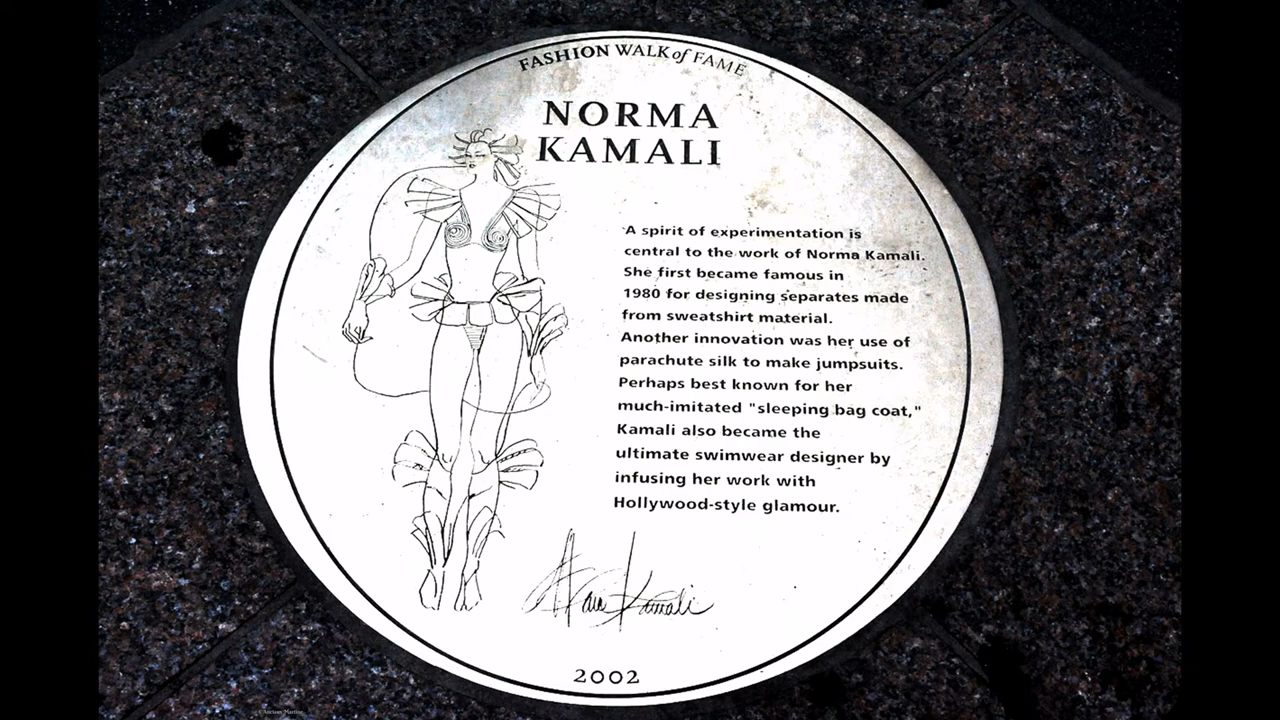 FASHION WALK of FAME
NORMA
KAMALI
A spirit of experimentation is
central to the work of Norma Kamali.
She first became famous in
1980 for designing separates made
from sweatshirt material.
Another innovation was her use of
parachute silk to make jumpsuits.
Perhaps best known for her
much-imitated "sleeping bag coat,"
Kamali also became the
ultimate swimwear designer by
infusing her work with
Hollywood-style glamour.
Kamali
2002